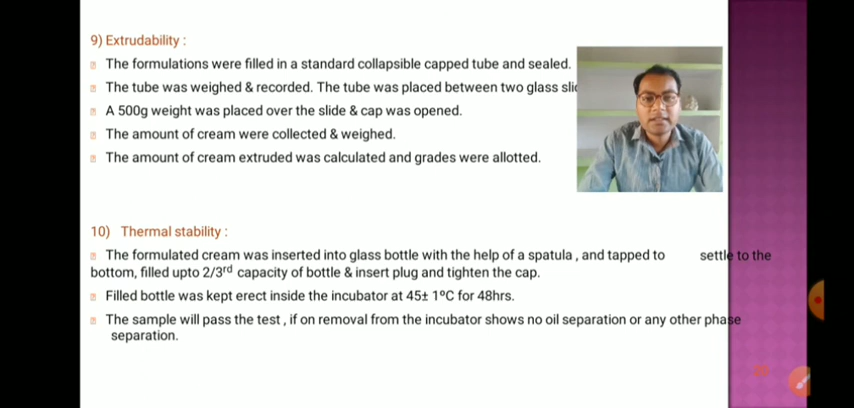 9) Extrudability :
The formulations were filled in a standard collapsible capped tube and sealed.
The tube was weighed & recorded. The tube was placed between two glass
A 500g weight was placed over the slide & cap was opened.
The amount of cream were collected & weighed.
The amount of cream extruded was calculated and grades were allotted.
10) Thermal stability :
The formulated cream was inserted into glass bottle with the help of a spatula , and tapped to settle to the
bottom, filled upto 2/3rd capacity of bottle & insert plug and tighten the cap.
Filled bottle was kept erect inside the incubator at 45± 1ºC for 48hrs.
The sample will pass the test , if on removal from the incubator shows no oil separation or any other phase
separation.